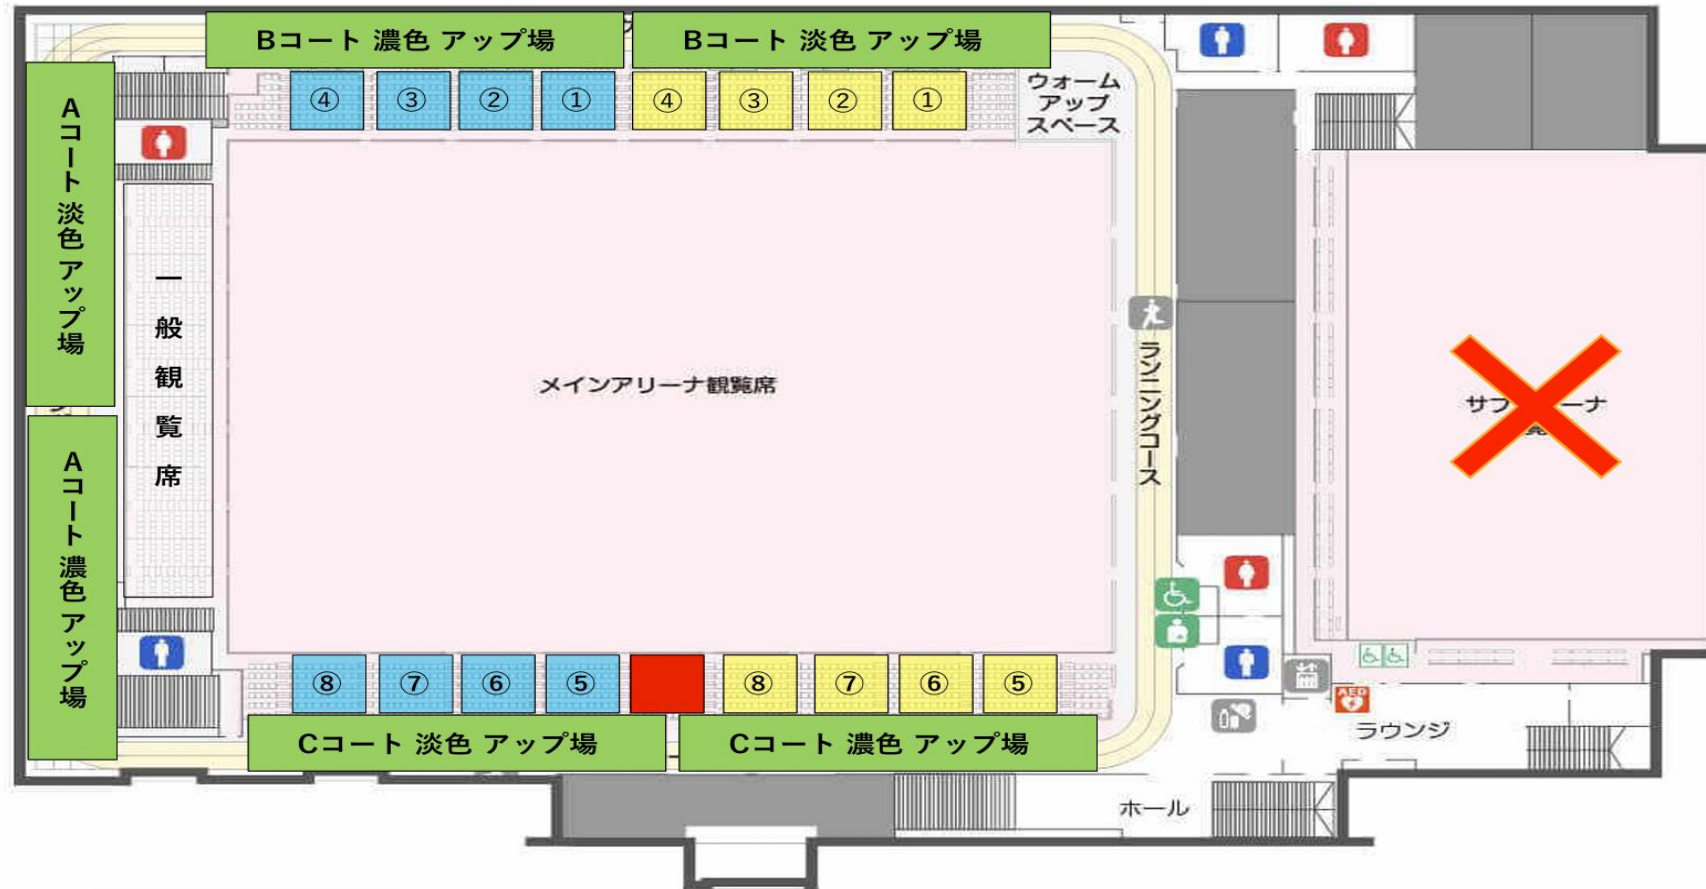 Bコート 濃色 アップ場
Bコート 淡色 アップ場
④ ③ ② ① ④ ③ ② ①
ウォーム
アップ
スペース
Aコート 淡色 アップ場
一般観覧席
メインアリーナ観覧席
ランニングコース
Aコート 濃色 アップ場
⑧ ⑦ ⑥ ⑤ ⑧ ⑦ ⑥ ⑤
Cコート 淡色 アップ場
Cコート 濃色 アップ場
AED
ラウンジ
ホール